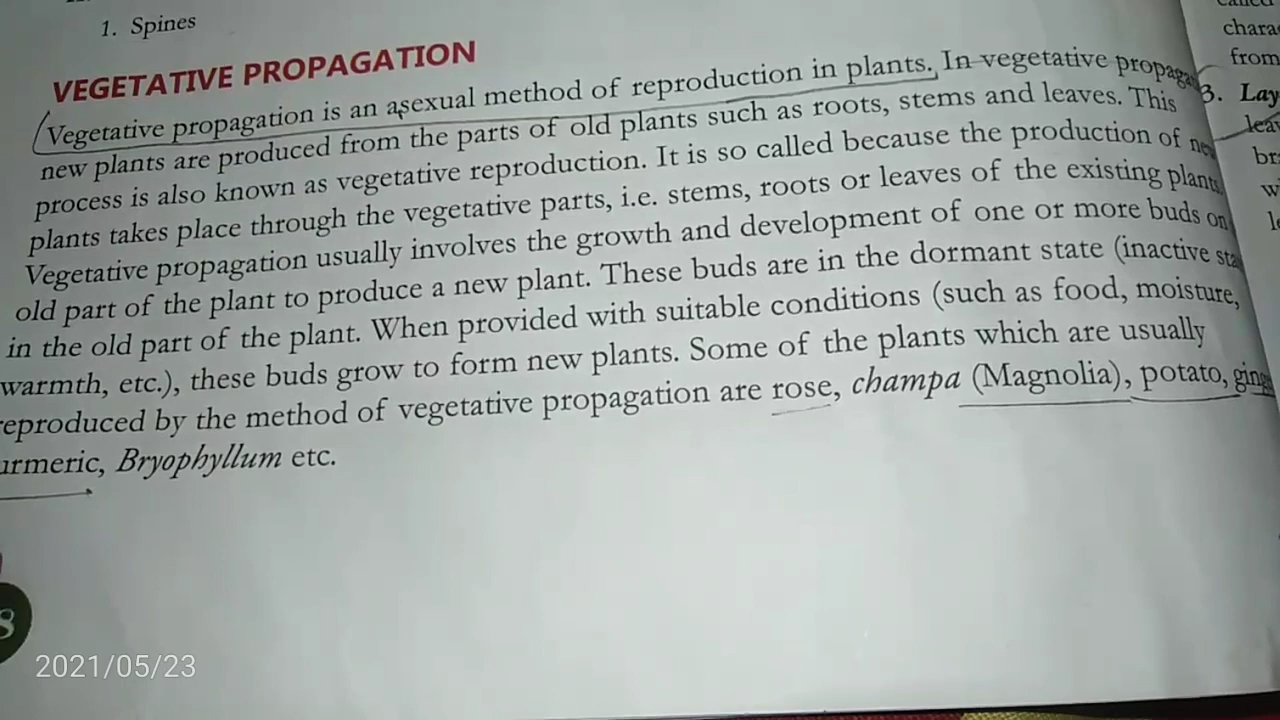 1. Spines
VEGETATIVE PROPAGATION
Vegetative propagation is an asexual method of reproduction in plants. In vegetative
new plants are produced from the parts of old plants such as roots, stems and leaves. This
process is also known as vegetative reproduction. It is so called because the production of
plants takes place through the vegetative parts, i.e. stems, roots or leaves of the existing plants
Vegetative propagation usually involves the growth and development of one or more buds on
old part of the plant to produce a new plant. These buds are in the dormant state (inactive
in the old part of the plant. When provided with suitable conditions (such as food, moisture,
warmth, etc.), these buds grow to form new plants. Some of the plants which are usually
reproduced by the method of vegetative propagation are rose, champa (Magnolia), potato,
Bryophyllum etc.
8
from
3.
2021/05/23